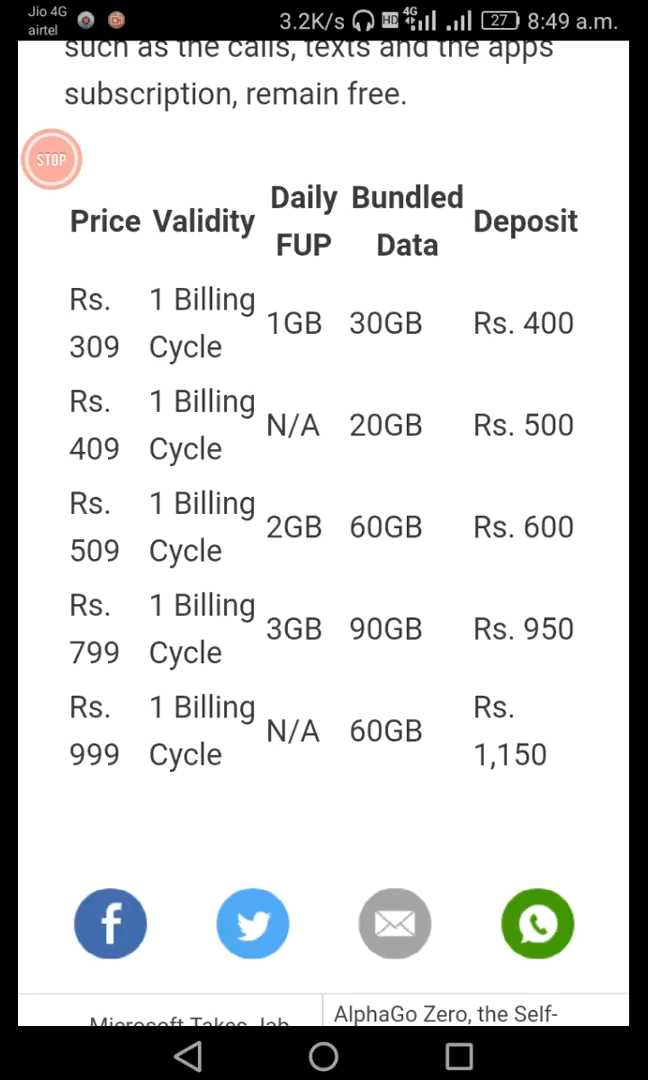 Jio 4G
airtel
3.2K/s HD 4G 27 8:49 a.m.
such as the calls, texts and the apps
subscription, remain free.
STOP
Price Validity Daily FUP Bundled Data Deposit
Rs. 309 1 Billing Cycle 1GB 30GB Rs. 400
Rs. 409 1 Billing Cycle N/A 20GB Rs. 500
Rs. 509 1 Billing Cycle 2GB 60GB Rs. 600
Rs. 799 1 Billing Cycle 3GB 90GB Rs. 950
Rs. 999 1 Billing Cycle N/A 60GB Rs. 1,150
f
Microsoft Takes Jab
AlphaGo Zero, the Self-